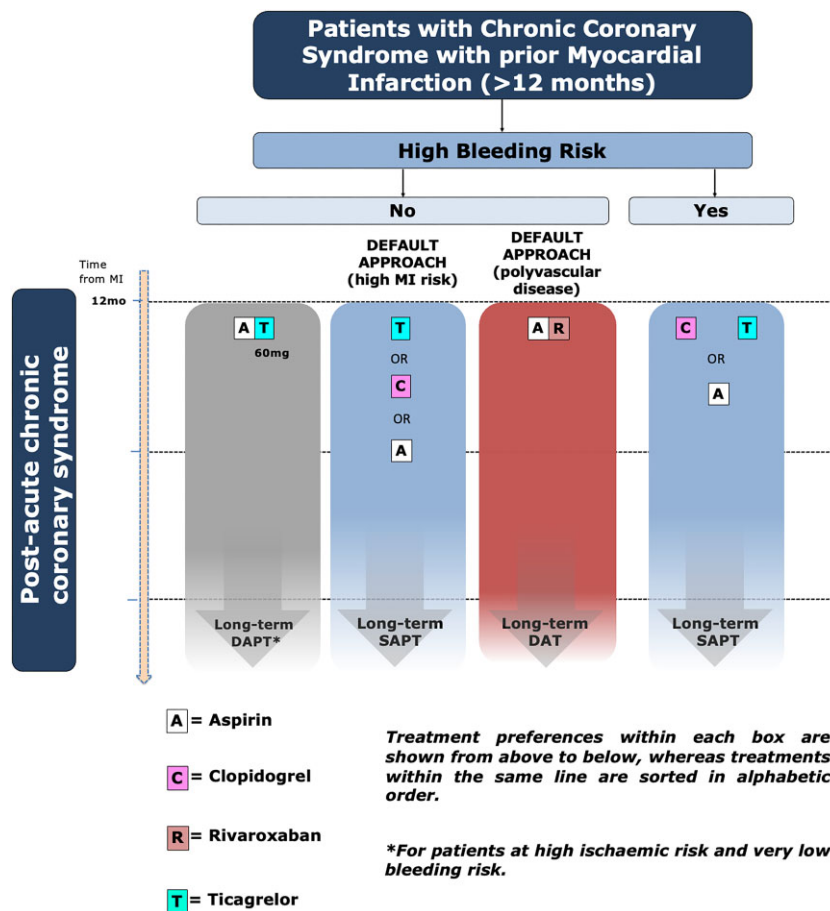 Patients with Chronic Coronary
Syndrome with prior Myocardial
Infarction (>12 months)
High Bleeding Risk
No
Yes
DEFAULT
APPROACH
(high MI risk)
DEFAULT
APPROACH
(polyvascular
disease)
Time
from MI
12mo
Post-acute chronic
coronary syndrome
A T
60mg
T
OR
C
OR
A
A R
C T
OR
A
Long-term
DAPT*
Long-term
SAPT
Long-term
DAT
Long-term
SAPT
A = Aspirin
C = Clopidogrel
R = Rivaroxaban
T = Ticagrelor
Treatment preferences within each box are
shown from above to below, whereas treatments
within the same line are sorted in alphabetic
order.
*For patients at high ischaemic risk and very low
bleeding risk.